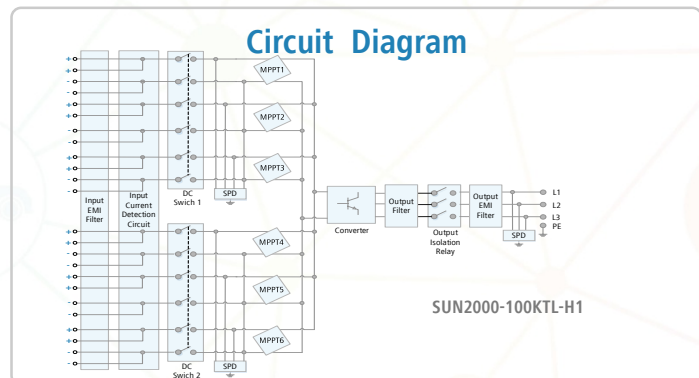 Circuit Diagram
+
+
-
-
+
+
-
-
+
+
-
-
Input
EMI
Filter
Input
Current
Detection
Circuit
DC
Swich 1
SPD
MPPT1
MPPT2
MPPT3
+
+
-
-
+
+
-
-
+
+
-
-
DC
Swich 2
SPD
MPPT4
MPPT5
MPPT6
Converter
Output
Filter
Output
Isolation
Relay
Output
EMI
Filter
SPD
L1
L2
L3
PE
SUN2000-100KTL-H1